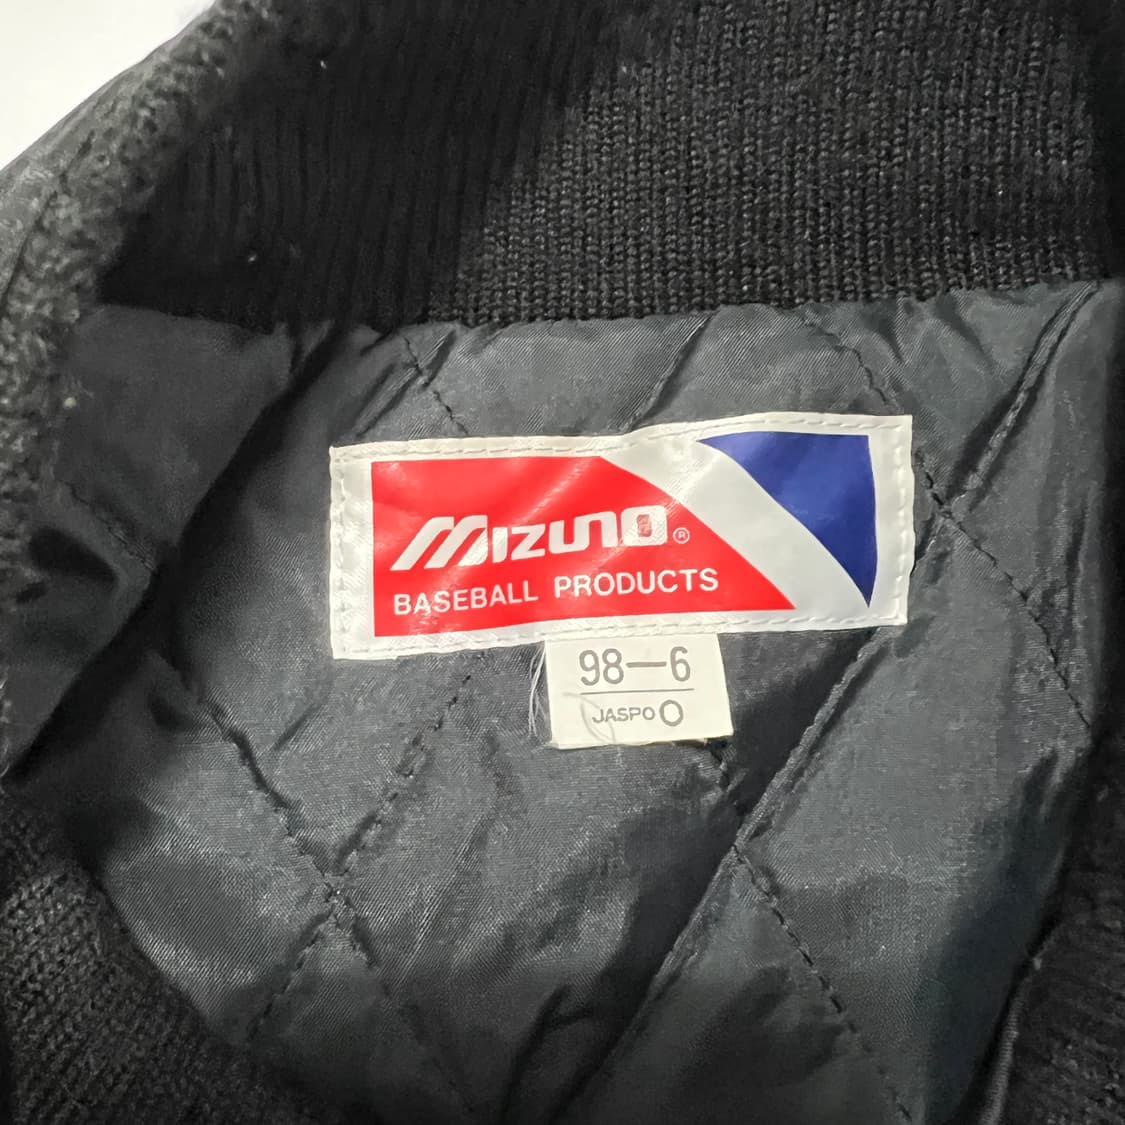 Mizuno®
BASEBALL PRODUCTS
98—6
JASPO O